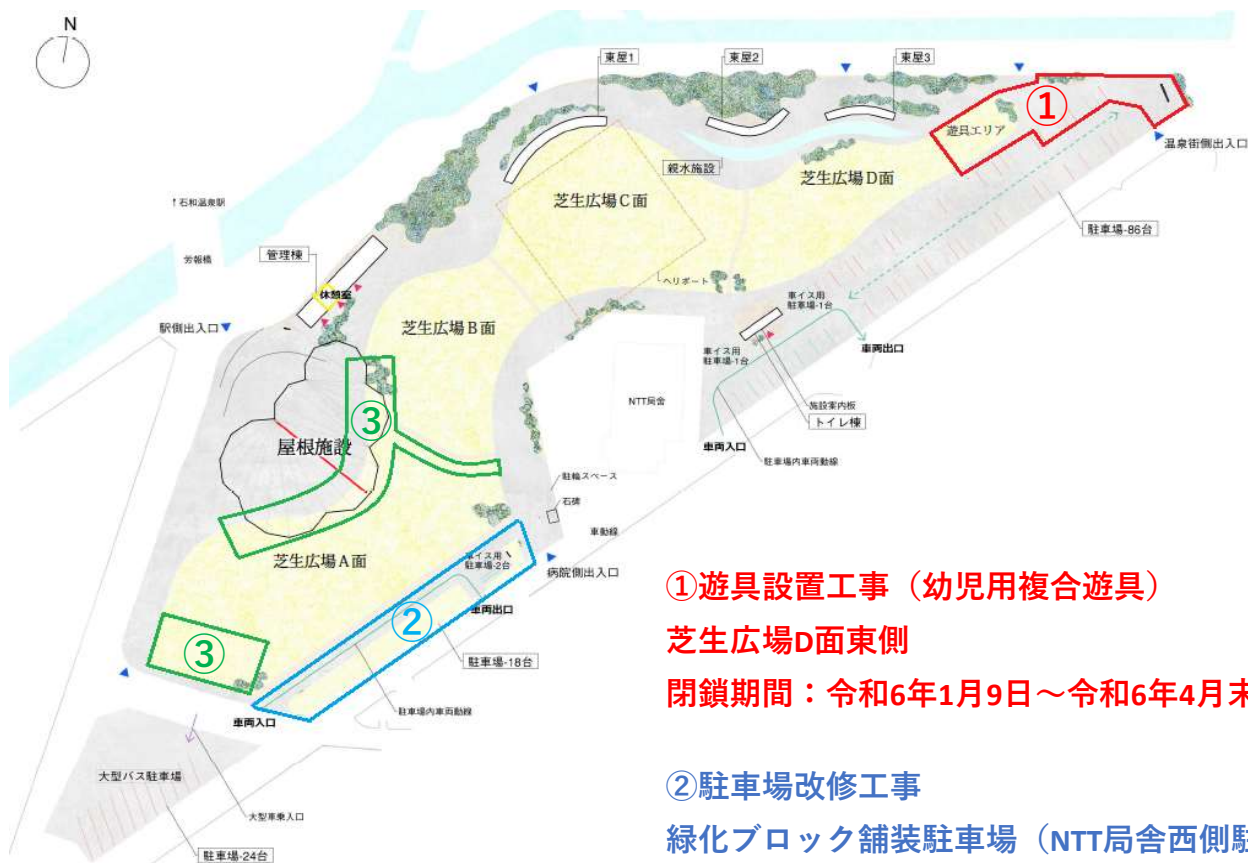 N
東屋1
東屋2
東屋3
①
遊具エリア
温泉街側出入口
親水施設
芝生広場D面
芝生広場C面
↑石和温泉駅
駐車場-86台
労報橋
管理棟
休憩室
ヘリポート
車イス用
駐車場-1台
駅側出入口
芝生広場B面
車イス用
駐車場-1台
車両出口
NTT局舎
施設案内板
トイレ棟
③
屋根施設
車両入口
駐車場内車両動線
駐輪スペース
石碑
車動線
芝生広場A面
車イス用
駐車場-2台
病院側出入口
②
車両出口
③
駐車場-18台
車両入口
駐車場内車両動線
大型バス駐車場
大型車乗入口
駐車場-24台
①遊具設置工事（幼児用複合遊具）
芝生広場D面東側
閉鎖期間：令和6年1月9日～令和6年4月末
②駐車場改修工事
緑化ブロック舗装駐車場（NTT局舎西側駐